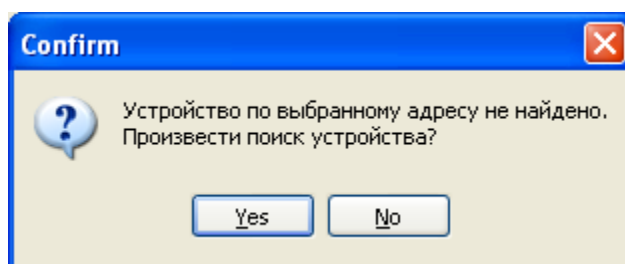 Confirm
Устройство по выбранному адресу не найдено.
Произвести поиск устройства?
Yes No